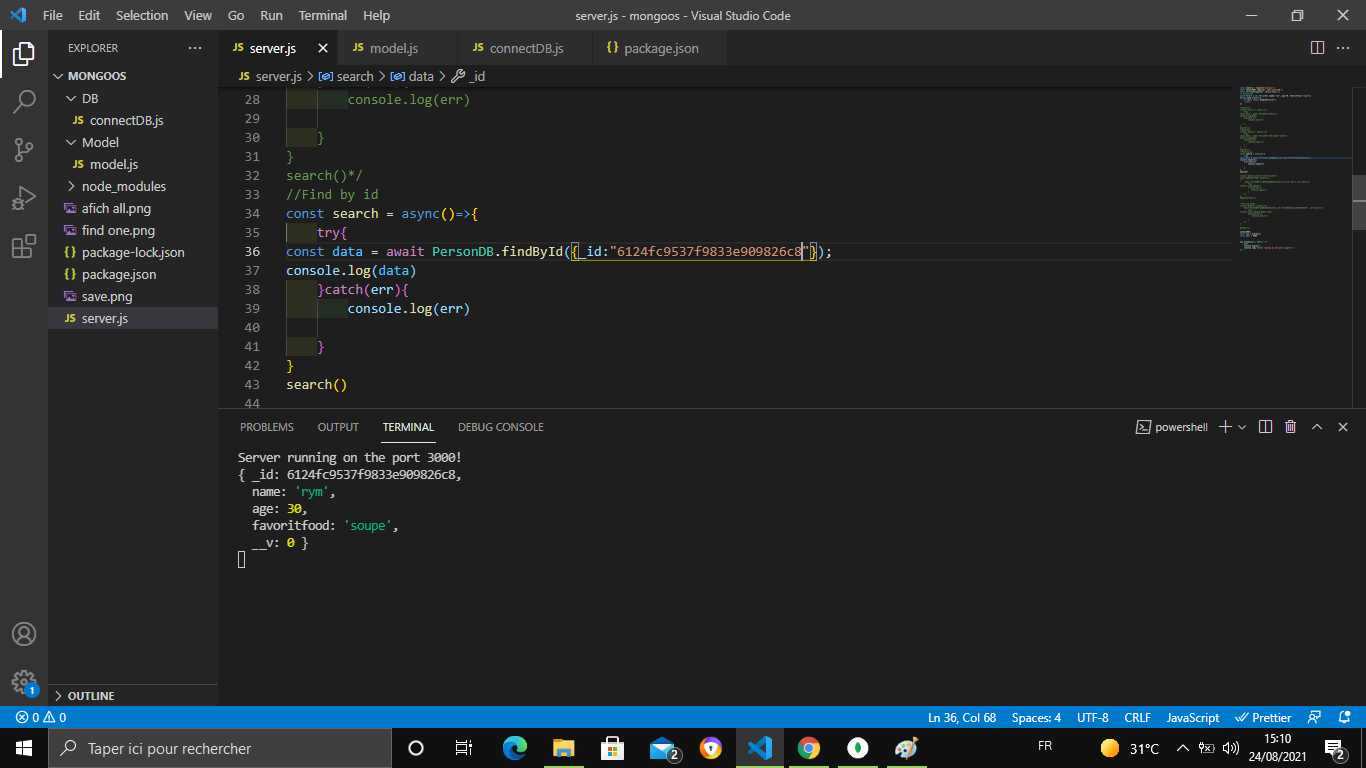 File Edit Selection View Go Run Terminal Help server.js - mongoos - Visual Studio Code
EXPLORER
MONGOOS
DB
JS connectDB.js
Model
JS model.js
node_modules
afich all.png
find one.png
{} package-lock.json
{} package.json
save.png
JS server.js
OUTLINE
JS server.js JS model.js JS connectDB.js {} package.json
JS server.js > search > data > _id
28 console.log(err)
29
30 }
31 }
32 search()*/
33 //Find by id
34 const search = async()=>{
35 try{
36 const data = await PersonDB.findById({_id:"6124fc9537f9833e909826c8"});
37 console.log(data)
38 }catch(err){
39 console.log(err)
40
41 }
42 }
43 search()
44
PROBLEMS OUTPUT TERMINAL DEBUG CONSOLE powershell
Server running on the port 3000!
{ _id: 6124fc9537f9833e909826c8,
name: 'rym',
age: 30,
favoritfood: 'soupe',
__v: 0 }
1
0 0 Ln 36, Col 68 Spaces: 4 UTF-8 CRLF JavaScript Prettier
Taper ici pour rechercher 2 FR 31°C 15:10
24/08/2021 2